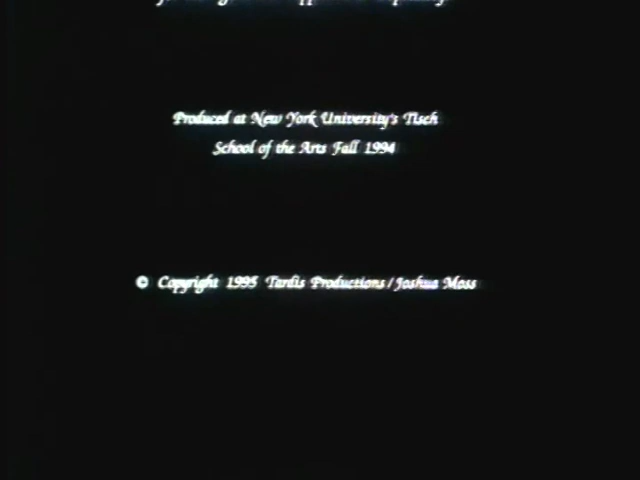 Produced at New York University's Tisch
School of the Arts Fall 1994
© Copyright 1995 Tardis Productions / Joshua Moss